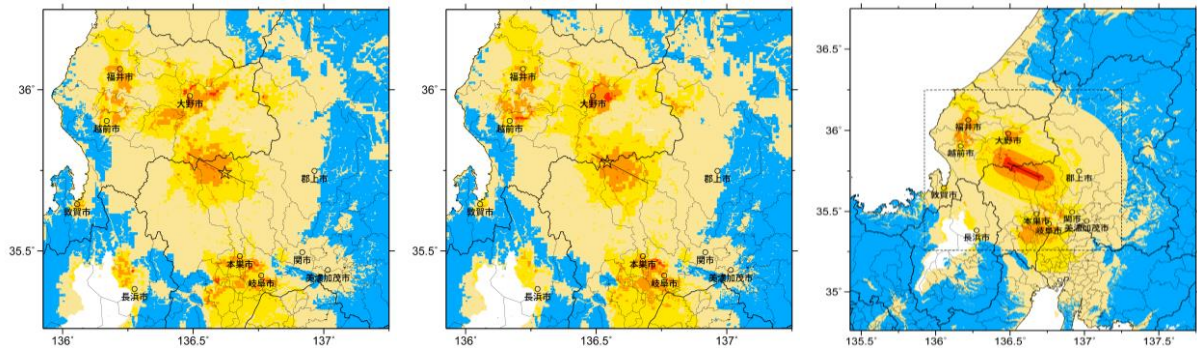 36°
35.5°
136°
136.5°
137°
福井市
大野市
越前市
郡上市
敦賀市
本巣市
関市
岐阜市
美濃加茂市
長浜市
36°
35.5°
136°
136.5°
137°
福井市
大野市
越前市
郡上市
敦賀市
本巣市
関市
岐阜市
美濃加茂市
長浜市
36.5°
36°
35.5°
35°
136°
136.5°
137°
137.5°
福井市
大野市
越前市
郡上市
敦賀市
本巣市
関市
岐阜市
美濃加茂市
長浜市